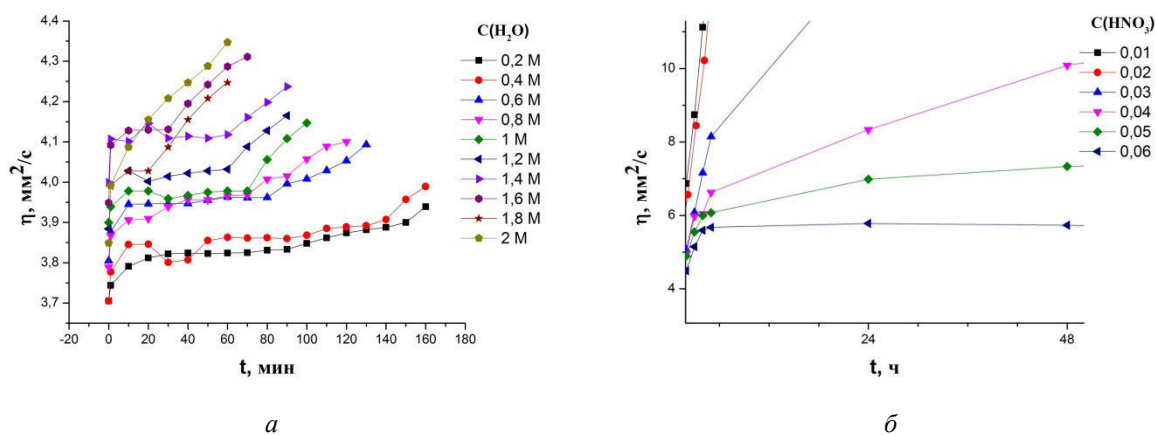 4,4
4,3
4,2
4,1
4,0
3,9
3,8
3,7
η, мм²/с
-20 0 20 40 60 80 100 120 140 160 180
t, мин
C(H₂O)
0,2 М
0,4 М
0,6 М
0,8 М
1 М
1,2 М
1,4 М
1,6 М
1,8 М
2 М
а
10
8
6
4
η, мм²/с
24 48
t, ч
C(HNO₃)
0,01
0,02
0,03
0,04
0,05
0,06
б